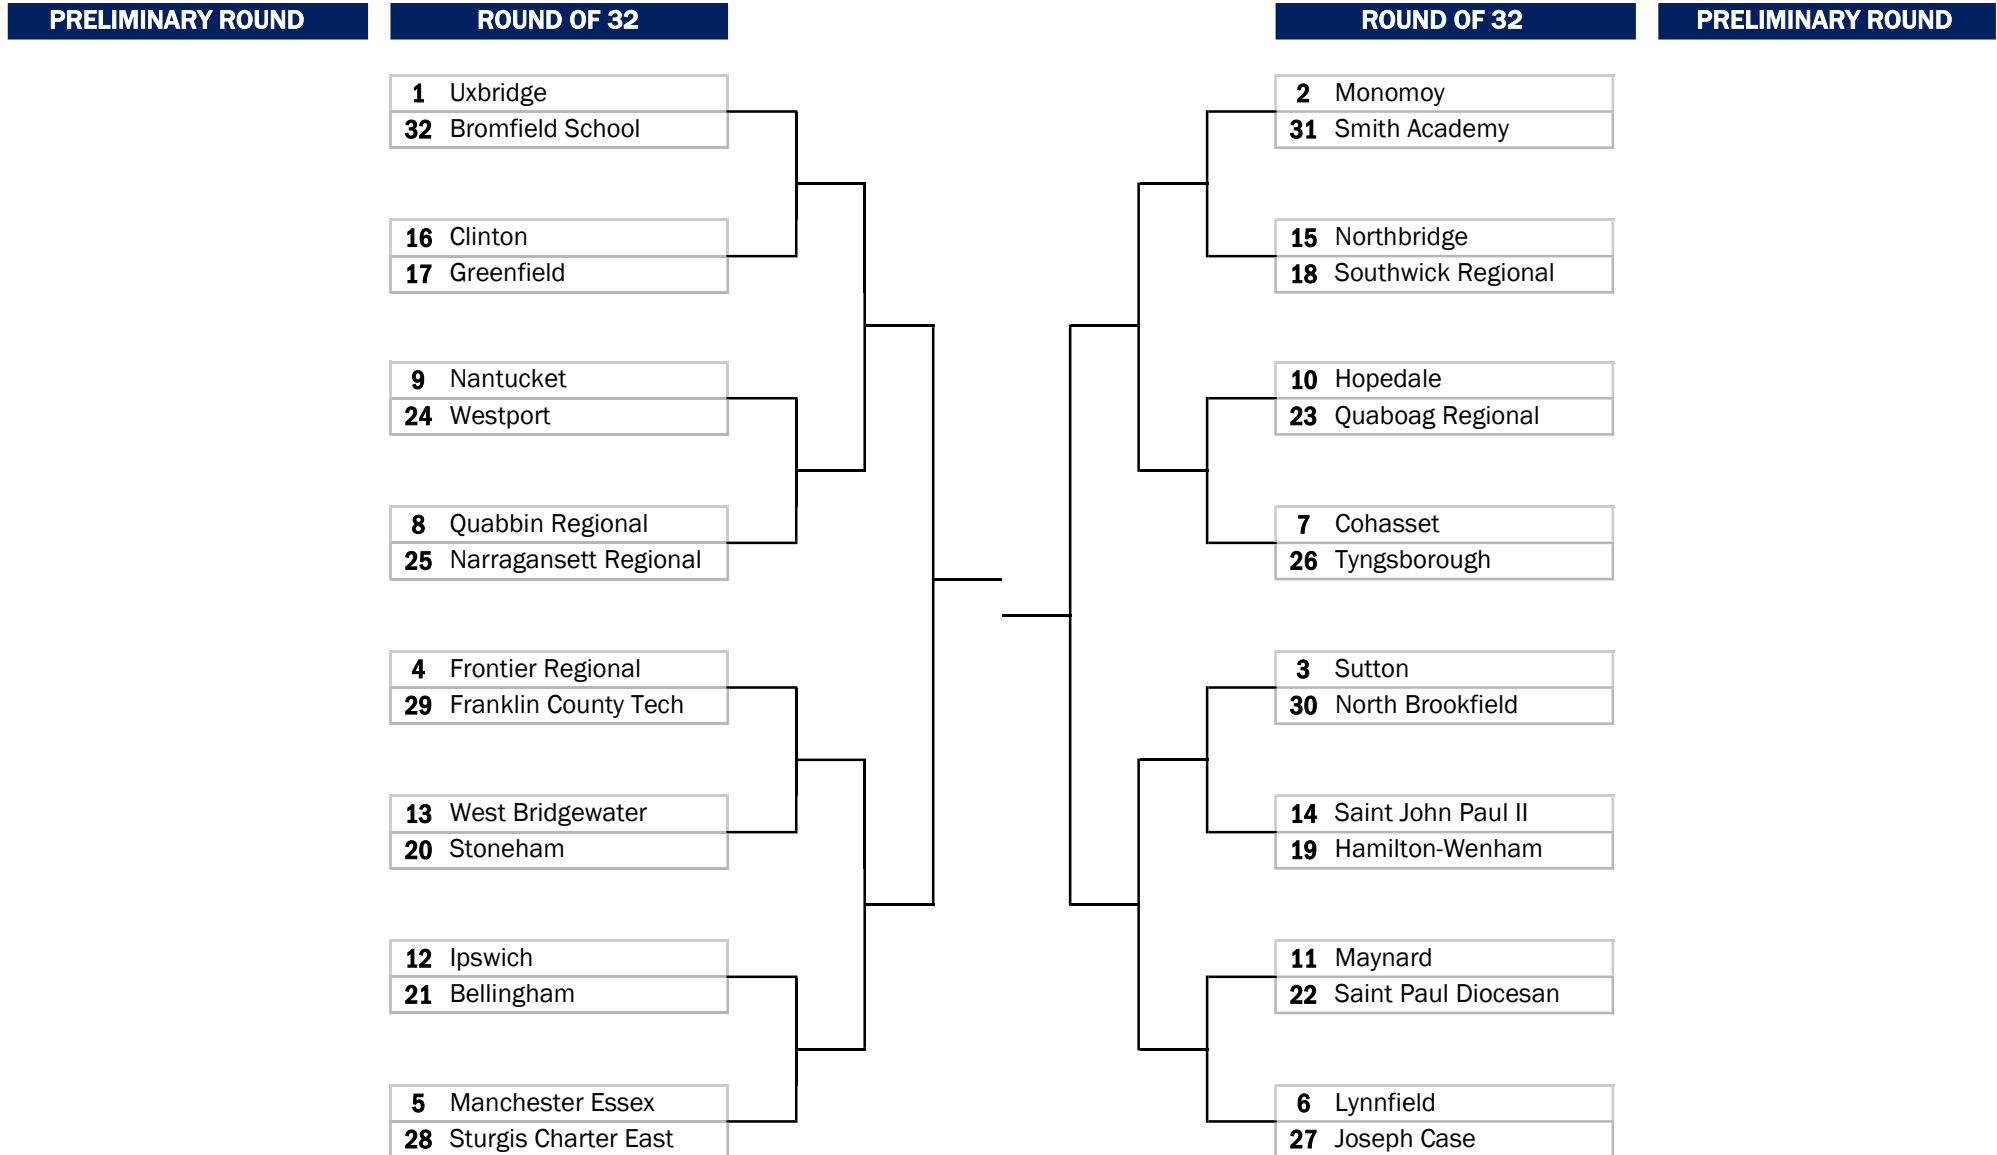 PRELIMINARY ROUND
ROUND OF 32
ROUND OF 32
PRELIMINARY ROUND
1 Uxbridge
32 Bromfield School
16 Clinton
17 Greenfield
9 Nantucket
24 Westport
8 Quabbin Regional
25 Narragansett Regional
4 Frontier Regional
29 Franklin County Tech
13 West Bridgewater
20 Stoneham
12 Ipswich
21 Bellingham
5 Manchester Essex
28 Sturgis Charter East
2 Monomoy
31 Smith Academy
15 Northbridge
18 Southwick Regional
10 Hopedale
23 Quaboag Regional
7 Cohasset
26 Tyngsborough
3 Sutton
30 North Brookfield
14 Saint John Paul II
19 Hamilton-Wenham
11 Maynard
22 Saint Paul Diocesan
6 Lynnfield
27 Joseph Case